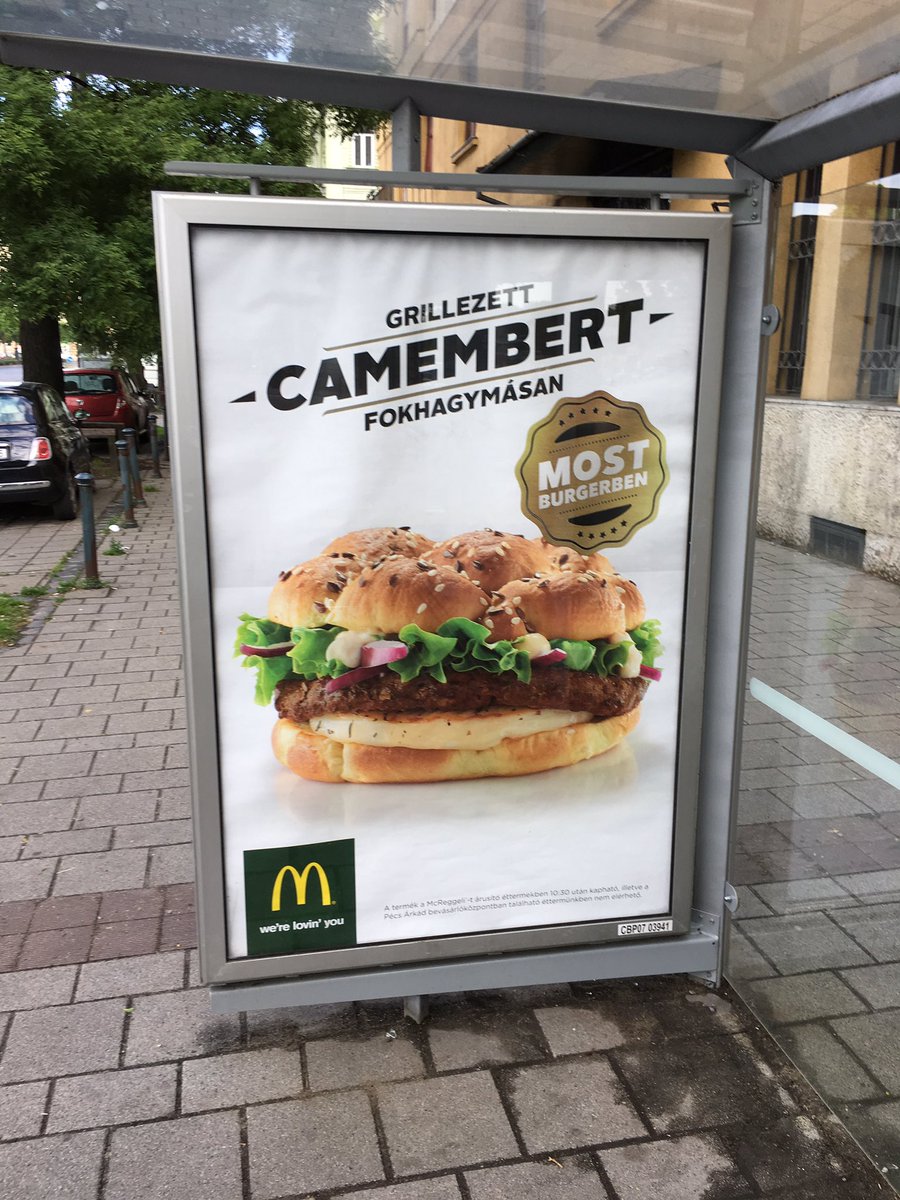 GRILLEZETT
CAMEMBERT
FOKHAGYMÁSAN
MOST
BURGERBEN
we're lovin' you
A termék a McReggeli®-t árusító éttermekben 10:30 után kapható, illetve a
Pécs Árkád bevásárlóközpontban található éttermünkben nem elérhető.
CBP07 03941